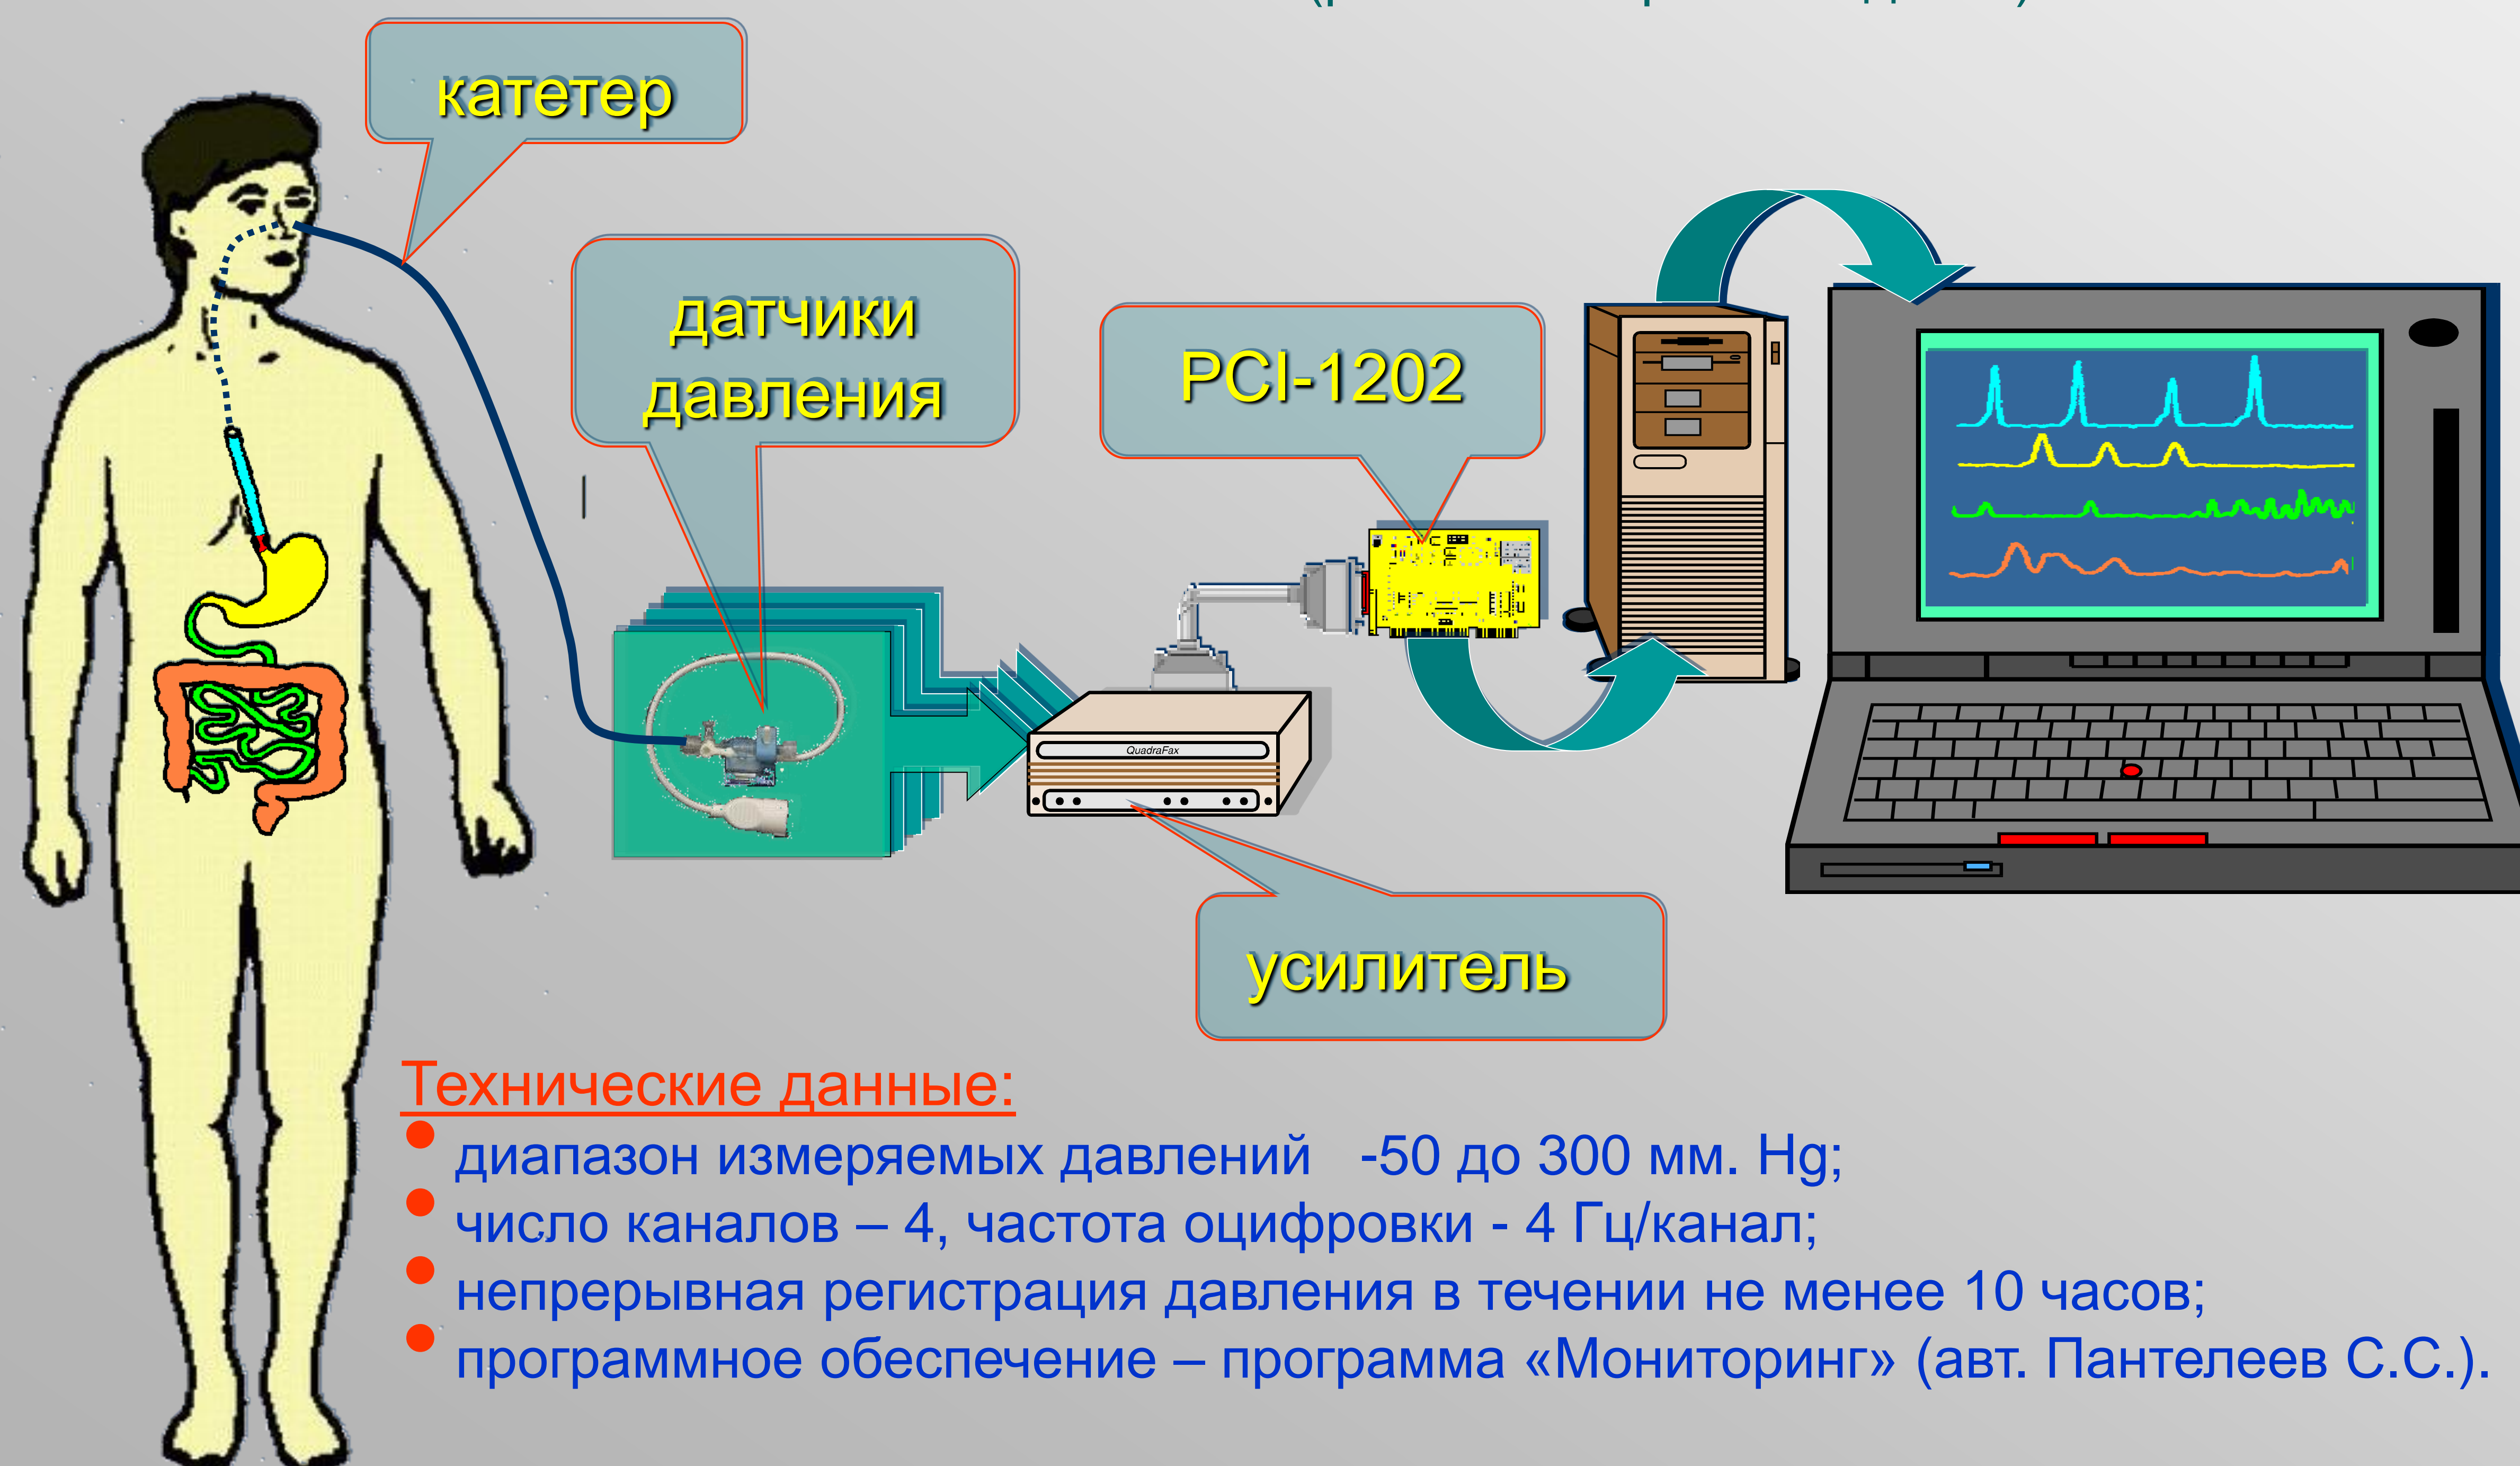 катетер
датчики
давления
PCI-1202
QuadraFax
усилитель
Технические данные:
диапазон измеряемых давлений -50 до 300 мм. Hg;
число каналов – 4, частота оцифровки - 4 Гц/канал;
непрерывная регистрация давления в течении не менее 10 часов;
программное обеспечение – программа «Мониторинг» (авт. Пантелеев С.С.).